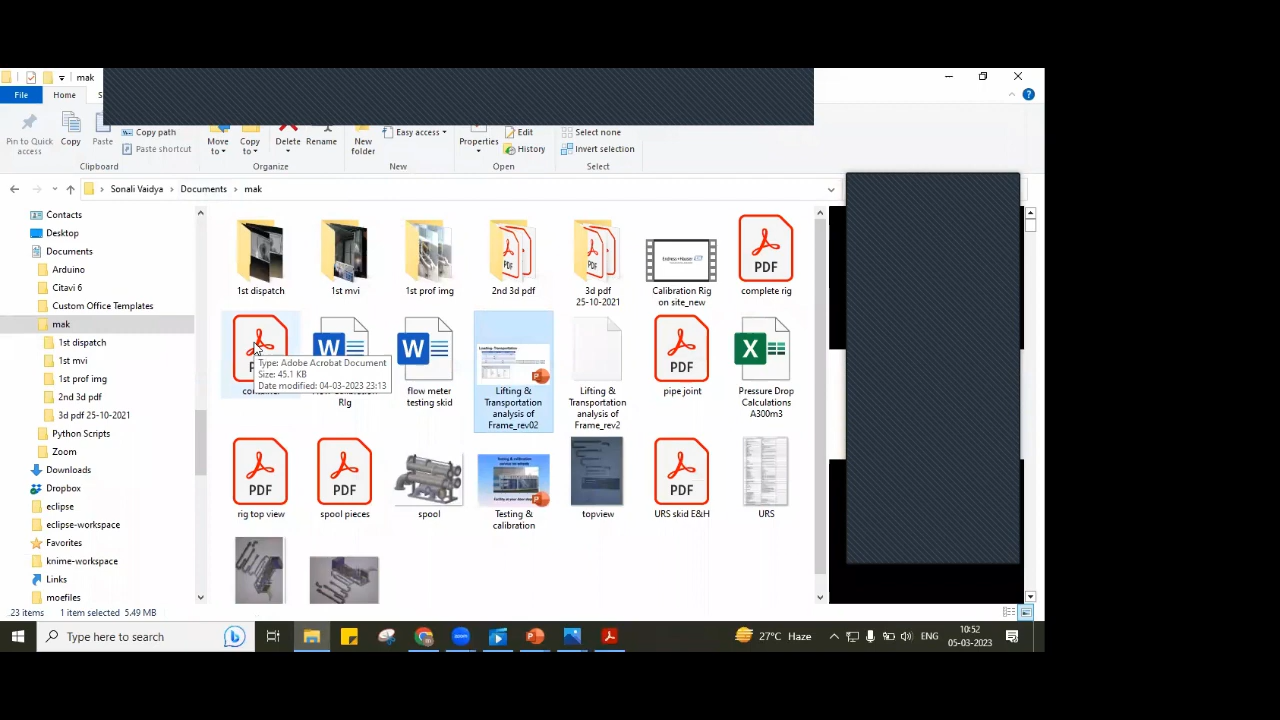 mak
File
Home
S
Pin to Quick
access
Copy
Paste
Copy path
Paste shortcut
Clipboard
Move
to
Copy
to
Delete
Rename
Organize
New
folder
Easy access
New
Properties
Edit
History
Open
Select none
Invert selection
Select
Sonali Vaidya
Documents
mak
Contacts
Desktop
Documents
Arduino
Citavi 6
Custom Office Templates
mak
1st dispatch
1st mvi
1st prof img
2nd 3d pdf
3d pdf 25-10-2021
Python Scripts
Zoom
Downloads
Dropbox
eclipse
eclipse-workspace
Favorites
knime-workspace
Links
moefiles
1st dispatch
1st mvi
1st prof img
PDF
2nd 3d pdf
PDF
3d pdf
25-10-2021
Endress+Hauser
Calibration Rig
on site_new
PDF
complete rig
Type: Adobe Acrobat Document
Size: 45.1 KB
Date modified: 04-03-2023 23:13
W
Rig
W
flow meter
testing skid
Loading, Transportation
Lifting &
Transportation
analysis of
Frame_rev02
Lifting &
Transportation
analysis of
Frame_rev2
PDF
pipe joint
X
Pressure Drop
Calculations
A300m3
PDF
rig top view
PDF
spool pieces
spool
Testing & calibration
Testing &
calibration
topview
PDF
URS skid E&H
URS
23 items
1 item selected 5.49 MB
Type here to search
27°C Haze
ENG
10:52
05-03-2023